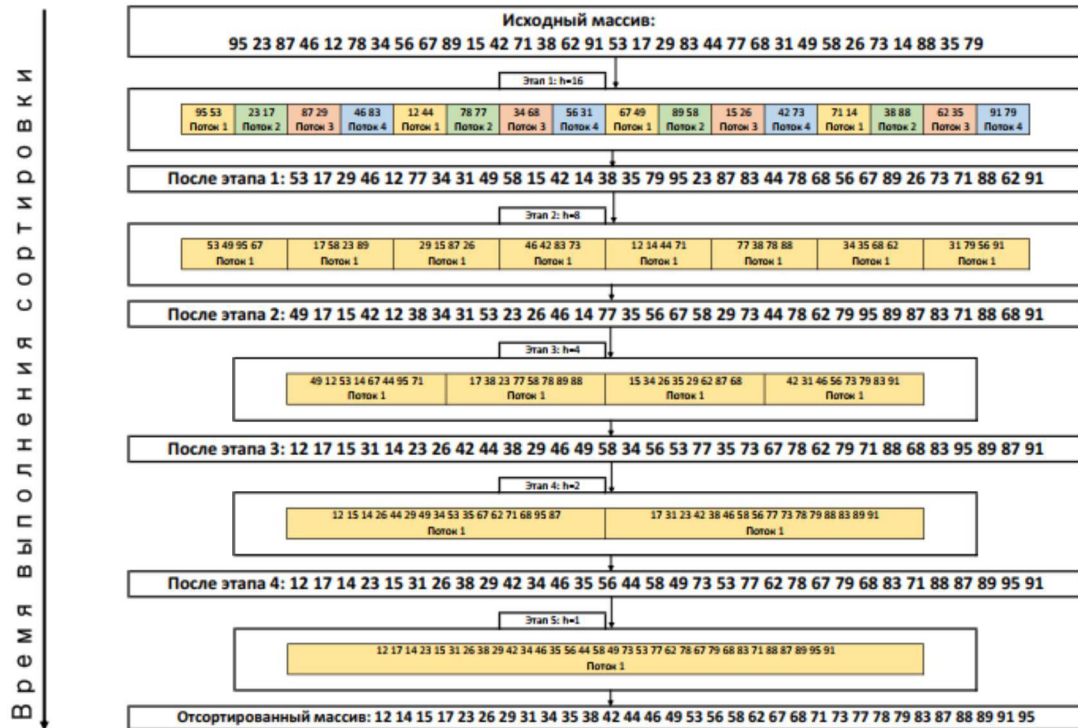 Время выполнения сортировки
Исходный массив:
95 23 87 46 12 78 34 56 67 89 15 42 71 38 62 91 53 17 29 83 44 77 68 31 49 58 26 73 14 88 35 79
Этап 1: h=16
95 53 23 17 87 29 46 83 12 44 78 77 34 68 56 31 67 49 89 58 15 26 42 73 71 14 38 88 62 35 91 79
Поток 1 Поток 2 Поток 3 Поток 4 Поток 1 Поток 2 Поток 3 Поток 4 Поток 1 Поток 2 Поток 3 Поток 4 Поток 1 Поток 2 Поток 3 Поток 4
После этапа 1: 53 17 29 46 12 77 34 31 49 58 15 42 14 38 35 79 95 23 87 83 44 78 68 56 67 89 26 73 71 88 62 91
Этап 2: h=8
53 49 95 67 17 58 23 89 29 15 87 26 46 42 83 73 12 14 44 71 77 38 78 88 34 35 68 62 31 79 56 91
Поток 1 Поток 1 Поток 1 Поток 1 Поток 1 Поток 1 Поток 1 Поток 1
После этапа 2: 49 17 15 42 12 38 34 31 53 23 26 46 14 77 35 56 67 58 29 73 44 78 62 79 95 89 87 83 71 88 68 91
Этап 3: h=4
49 12 53 14 67 44 95 71 17 38 23 77 58 78 89 88 15 34 26 35 29 62 87 68 42 31 46 56 73 79 83 91
Поток 1 Поток 1 Поток 1 Поток 1
После этапа 3: 12 17 15 31 14 23 26 42 44 38 29 46 49 58 34 56 53 77 35 73 67 78 62 79 71 88 68 83 95 89 87 91
Этап 4: h=2
12 15 14 26 44 29 49 34 53 35 67 62 71 68 95 87 17 31 23 42 38 46 58 56 77 73 78 79 88 83 89 91
Поток 1 Поток 1
После этапа 4: 12 17 14 23 15 31 26 38 29 42 34 46 35 56 44 58 49 73 53 77 62 78 67 79 68 83 71 88 87 89 95 91
Этап 5: h=1
12 17 14 23 15 31 26 38 29 42 34 46 35 56 44 58 49 73 53 77 62 78 67 79 68 83 71 88 87 89 95 91
Поток 1
Отсортированный массив: 12 14 15 17 23 26 29 31 34 35 38 42 44 46 49 53 56 58 62 67 68 71 73 77 78 79 83 87 88 89 91 95